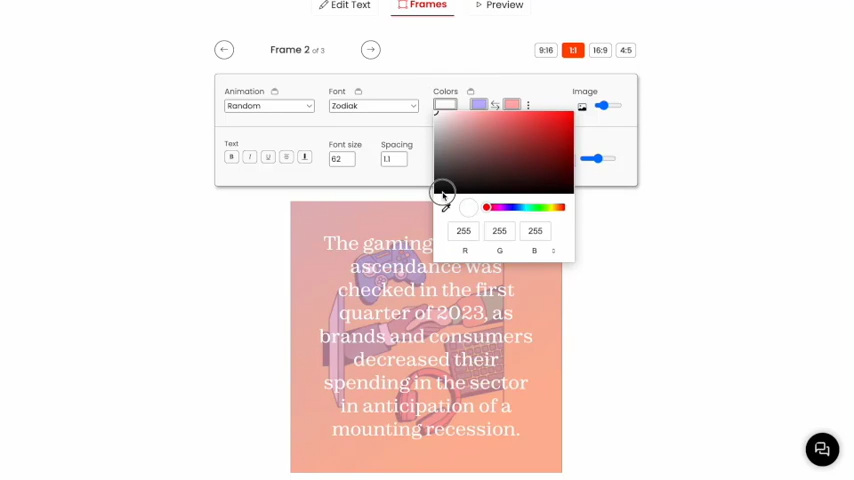 Edit Text
Frames
Preview
Frame 2 of 3
9:16
1:1
16:9
4:5
Animation
Font
Colors
Image
Random
Zodiak
Text
Font size
Spacing
B
I
U
S
I
62
1.1
255
255
255
R
G
B
The gaming
ascendance was
checked in the first
quarter of 2023, as
brands and consumers
decreased their
spending in the sector
in anticipation of a
mounting recession.